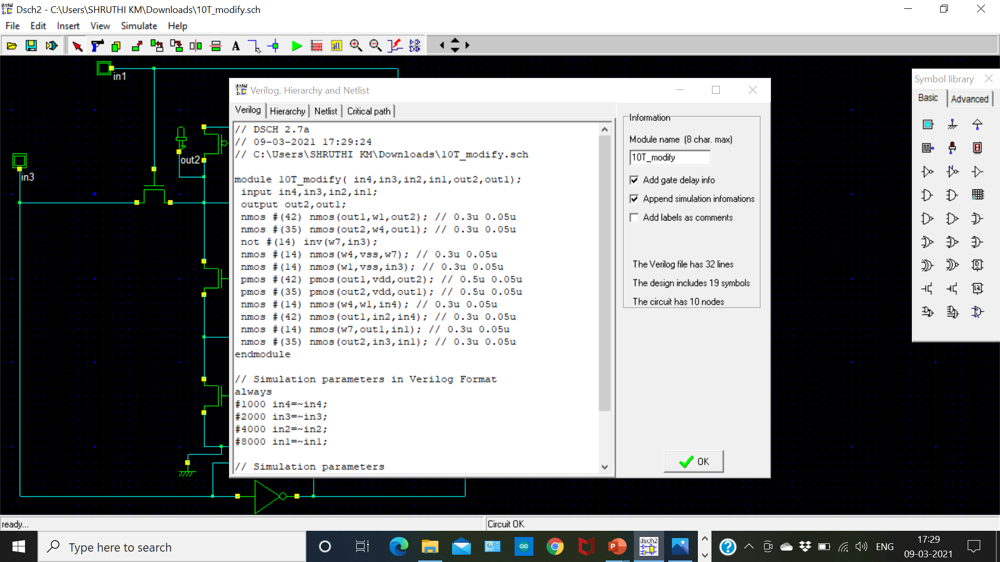 Dsch2 - C:\Users\SHRUTHI KM\Downloads\10T_modify.sch
File Edit Insert View Simulate Help
in1
in3
out2
Verilog, Hierarchy and Netlist
Verilog Hierarchy Netlist Critical path
// DSCH 2.7a
// 09-03-2021 17:29:24
// C:\Users\SHRUTHI KM\Downloads\10T_modify.sch
module 10T_modify( in4,in3,in2,in1,out2,out1);
input in4,in3,in2,in1;
output out2,out1;
nmos #(42) nmos(out1,w1,out2); // 0.3u 0.05u
nmos #(35) nmos(out2,w4,out1); // 0.3u 0.05u
not #(14) inv(w7,in3);
nmos #(14) nmos(w4,vss,w7); // 0.3u 0.05u
nmos #(14) nmos(w1,vss,in3); // 0.3u 0.05u
pmos #(42) pmos(out1,vdd,out2); // 0.5u 0.05u
pmos #(35) pmos(out2,vdd,out1); // 0.5u 0.05u
nmos #(14) nmos(w4,w1,in4); // 0.3u 0.05u
nmos #(42) nmos(out1,in2,in4); // 0.3u 0.05u
nmos #(14) nmos(w7,out1,in1); // 0.3u 0.05u
nmos #(35) nmos(out2,in3,in1); // 0.3u 0.05u
endmodule
// Simulation parameters in Verilog Format
always
#1000 in4=~in4;
#2000 in3=~in3;
#4000 in2=~in2;
#8000 in1=~in1;
// Simulation parameters
Information
Module name (8 char. max)
10T_modify
Add gate delay info
Append simulation infomations
Add labels as comments
The Verilog file has 32 lines
The design includes 19 symbols
The circuit has 10 nodes
OK
Symbol library
Basic Advanced
ready...
Circuit OK
Type here to search
ENG
17:29
09-03-2021